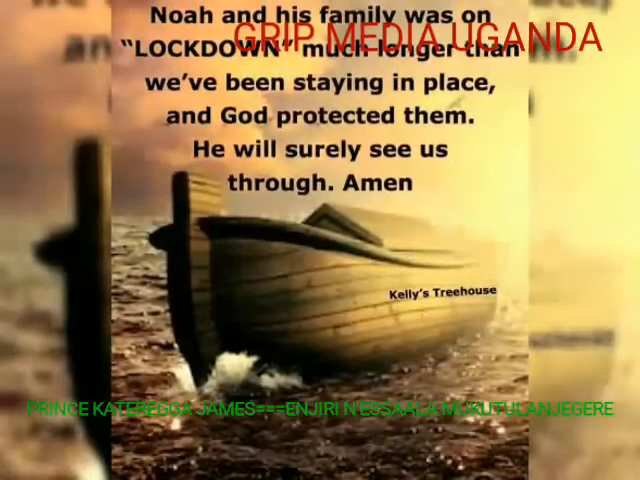 Noah and his family was on
GRIP MEDIA UGANDA
“LOCKDOWN” much longer than
we’ve been staying in place,
and God protected them.
He will surely see us
through. Amen
Kelly’s Treehouse
PRINCE KATEREGGA JAMES===ENJIRI N'ESSAALA MUKUTULANJEGERE